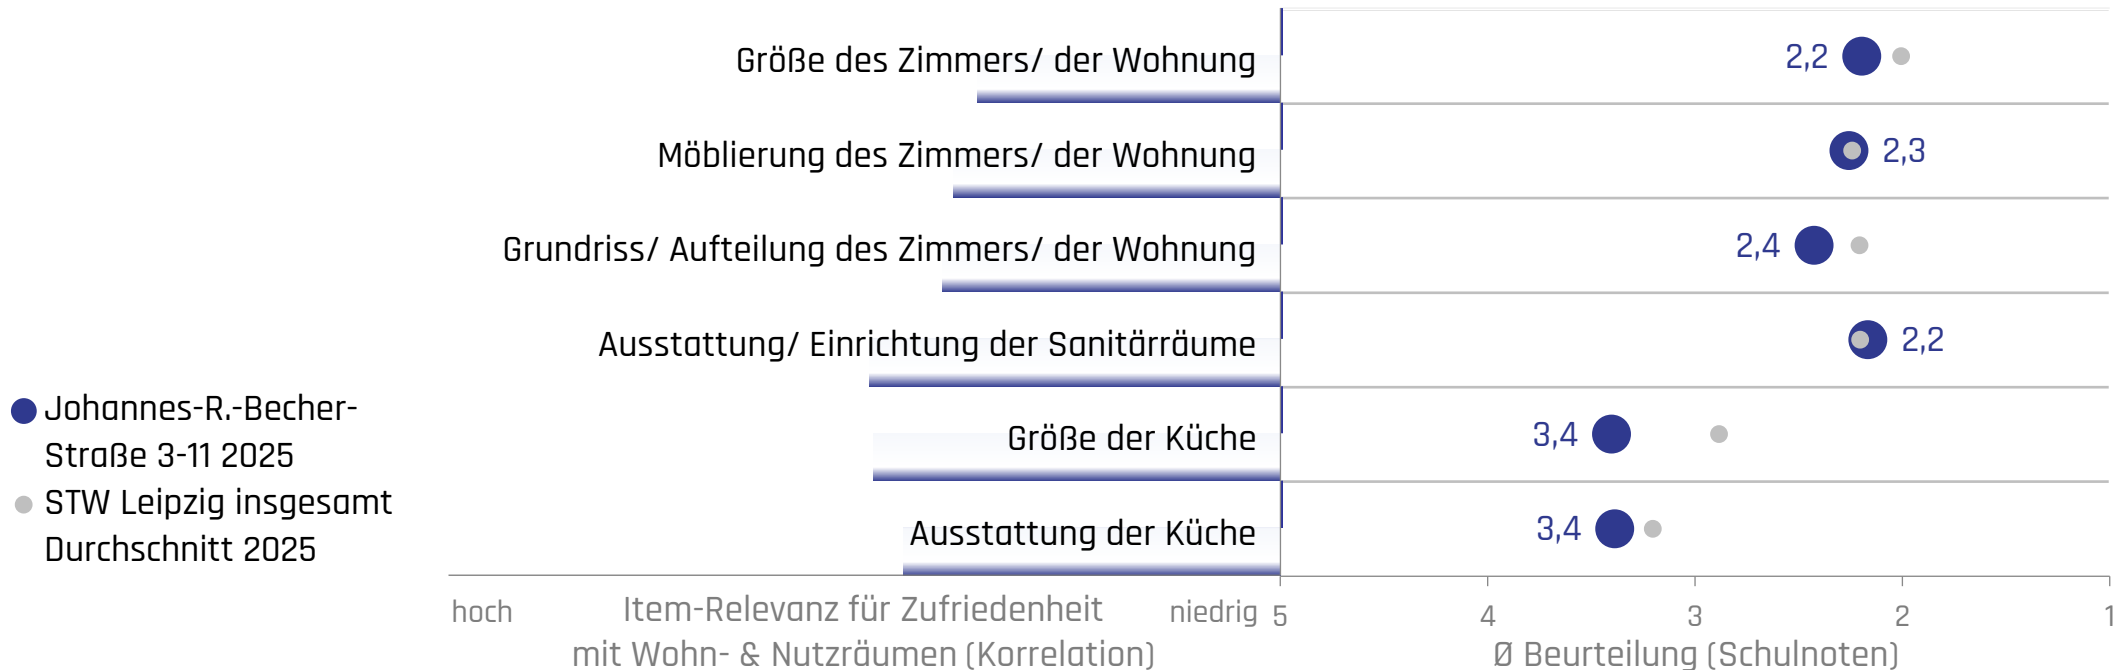 Größe des Zimmers/ der Wohnung
2,2
Möblierung des Zimmers/ der Wohnung
2,3
Grundriss/ Aufteilung des Zimmers/ der Wohnung
2,4
Ausstattung/ Einrichtung der Sanitärräume
2,2
Größe der Küche
3,4
Ausstattung der Küche
3,4
Johannes-R.-Becher-
Straße 3-11 2025
STW Leipzig insgesamt
Durchschnitt 2025
hoch
Item-Relevanz für Zufriedenheit
mit Wohn- & Nutzräumen (Korrelation)
niedrig
5 4 3 2 1
Ø Beurteilung (Schulnoten)